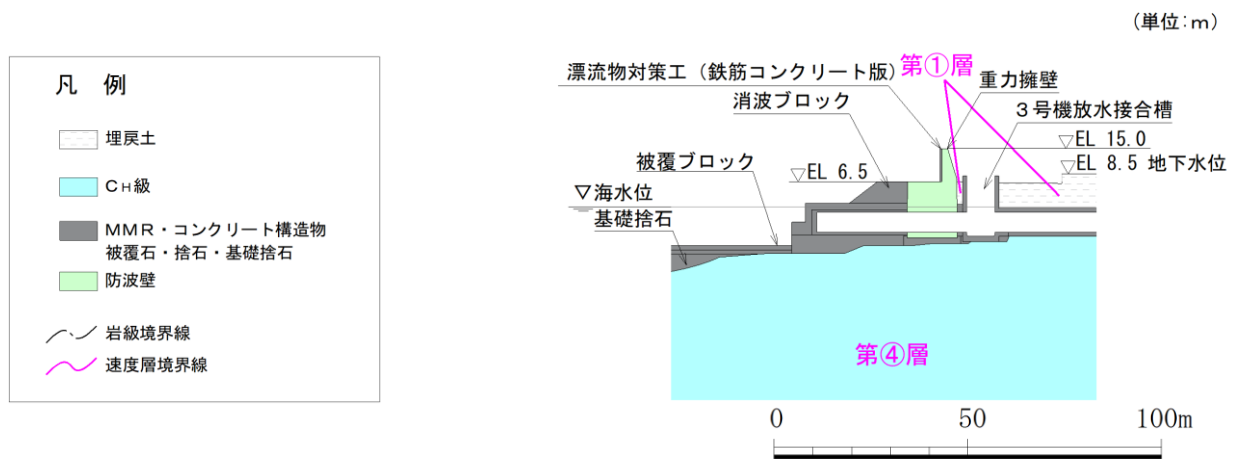 (単位:m)
凡 例
埋戻土
CH級
MMR・コンクリート構造物
被覆石・捨石・基礎捨石
防波壁
岩級境界線
速度層境界線
漂流物対策工(鉄筋コンクリート版)
第①層
重力擁壁
消波ブロック
3号機放水接合槽
▽EL 15.0
被覆ブロック
▽EL 6.5
▽EL 8.5 地下水位
▽海水位
基礎捨石
第④層
0 50 100m